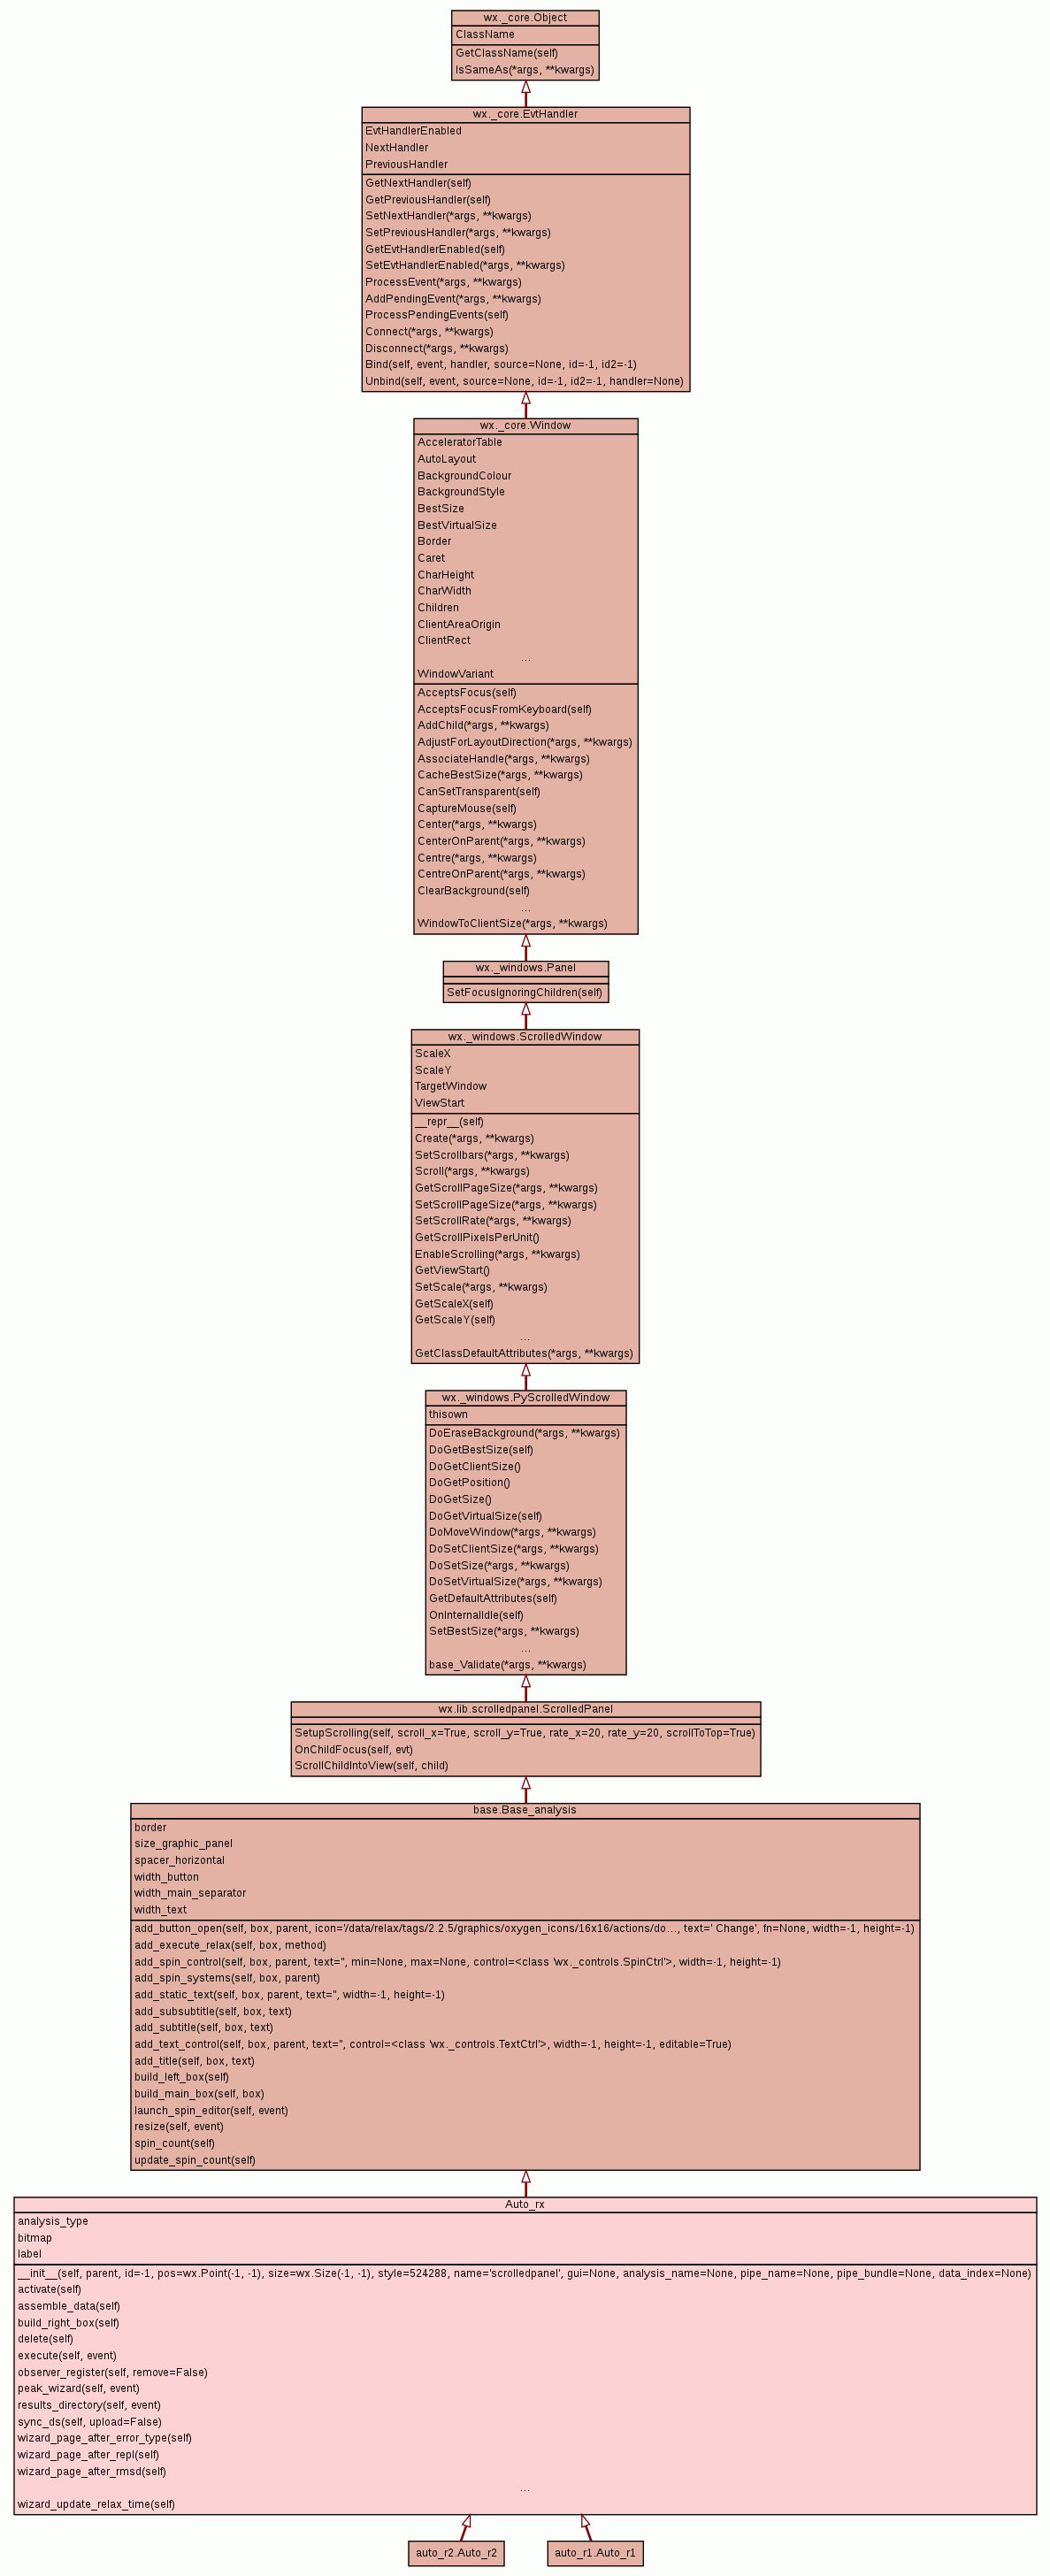 wx._core.Object
ClassName
GetClassName(self)
IsSameAs(*args, **kwargs)
wx._core.EvtHandler
EvtHandlerEnabled
NextHandler
PreviousHandler
GetNextHandler(self)
GetPreviousHandler(self)
SetNextHandler(*args, **kwargs)
SetPreviousHandler(*args, **kwargs)
GetEvtHandlerEnabled(self)
SetEvtHandlerEnabled(*args, **kwargs)
ProcessEvent(*args, **kwargs)
AddPendingEvent(*args, **kwargs)
ProcessPendingEvents(self)
Connect(*args, **kwargs)
Disconnect(*args, **kwargs)
Bind(self, event, handler, source=None, id=-1, id2=-1)
Unbind(self, event, source=None, id=-1, id2=-1, handler=None)
wx._core.Window
AcceleratorTable
AutoLayout
BackgroundColour
BackgroundStyle
BestSize
BestVirtualSize
Border
Caret
CharHeight
CharWidth
Children
ClientAreaOrigin
ClientRect
...
WindowVariant
AcceptsFocus(self)
AcceptsFocusFromKeyboard(self)
AddChild(*args, **kwargs)
AdjustForLayoutDirection(*args, **kwargs)
AssociateHandle(*args, **kwargs)
CacheBestSize(*args, **kwargs)
CanSetTransparent(self)
CaptureMouse(self)
Center(*args, **kwargs)
CenterOnParent(*args, **kwargs)
Centre(*args, **kwargs)
CentreOnParent(*args, **kwargs)
ClearBackground(self)
...
WindowToClientSize(*args, **kwargs)
wx._windows.Panel
SetFocusIgnoringChildren(self)
wx._windows.ScrolledWindow
ScaleX
ScaleY
TargetWindow
ViewStart
__repr__(self)
Create(*args, **kwargs)
SetScrollbars(*args, **kwargs)
Scroll(*args, **kwargs)
GetScrollPageSize(*args, **kwargs)
SetScrollPageSize(*args, **kwargs)
SetScrollRate(*args, **kwargs)
GetScrollPixelsPerUnit()
EnableScrolling(*args, **kwargs)
GetViewStart()
SetScale(*args, **kwargs)
GetScaleX(self)
GetScaleY(self)
...
GetClassDefaultAttributes(*args, **kwargs)
wx._windows.PyScrolledWindow
thisown
DoEraseBackground(*args, **kwargs)
DoGetBestSize(self)
DoGetClientSize()
DoGetPosition()
DoGetSize()
DoGetVirtualSize(self)
DoMoveWindow(*args, **kwargs)
DoSetClientSize(*args, **kwargs)
DoSetSize(*args, **kwargs)
DoSetVirtualSize(*args, **kwargs)
GetDefaultAttributes(self)
OnInternalIdle(self)
SetBestSize(*args, **kwargs)
...
base_Validate(*args, **kwargs)
wx.lib.scrolledpanel.ScrolledPanel
SetupScrolling(self, scroll_x=True, scroll_y=True, rate_x=20, rate_y=20, scrollToTop=True)
OnChildFocus(self, evt)
ScrollChildIntoView(self, child)
base.Base_analysis
border
size_graphic_panel
spacer_horizontal
width_button
width_main_separator
width_text
add_button_open(self, box, parent, icon='/data/relax/tags/2.2.5/graphics/oxygen_icons/16x16/actions/do..., text=' Change', fn=None, width=-1, height=-1)
add_execute_relax(self, box, method)
add_spin_control(self, box, parent, text='', min=None, max=None, control=<class 'wx._controls.SpinCtrl'>, width=-1, height=-1)
add_spin_systems(self, box, parent)
add_static_text(self, box, parent, text='', width=-1, height=-1)
add_subsubtitle(self, box, text)
add_subtitle(self, box, text)
add_text_control(self, box, parent, text='', control=<class 'wx._controls.TextCtrl'>, width=-1, height=-1, editable=True)
add_title(self, box, text)
build_left_box(self)
build_main_box(self, box)
launch_spin_editor(self, event)
resize(self, event)
spin_count(self)
update_spin_count(self)
Auto_rx
analysis_type
bitmap
label
__init__(self, parent, id=-1, pos=wx.Point(-1, -1), size=wx.Size(-1, -1), style=524288, name='scrolledpanel', gui=None, analysis_name=None, pipe_name=None, pipe_bundle=None, data_index=None)
activate(self)
assemble_data(self)
build_right_box(self)
delete(self)
execute(self, event)
observer_register(self, remove=False)
peak_wizard(self, event)
results_directory(self, event)
sync_ds(self, upload=False)
wizard_page_after_error_type(self)
wizard_page_after_repl(self)
wizard_page_after_rmsd(self)
...
wizard_update_relax_time(self)
auto_r2.Auto_r2
auto_r1.Auto_r1